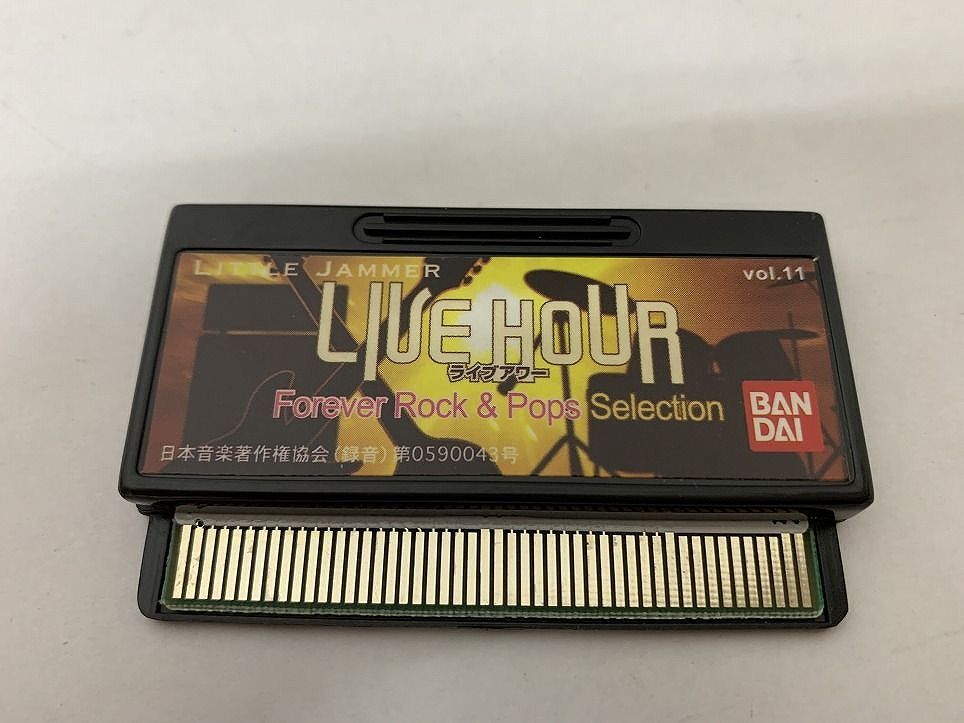 LITTLE JAMMER
vol.11
LIVE HOUR
ライブアワー
Forever Rock & Pops Selection
BAN
DAI
日本音楽著作権協会(録音)第0590043号